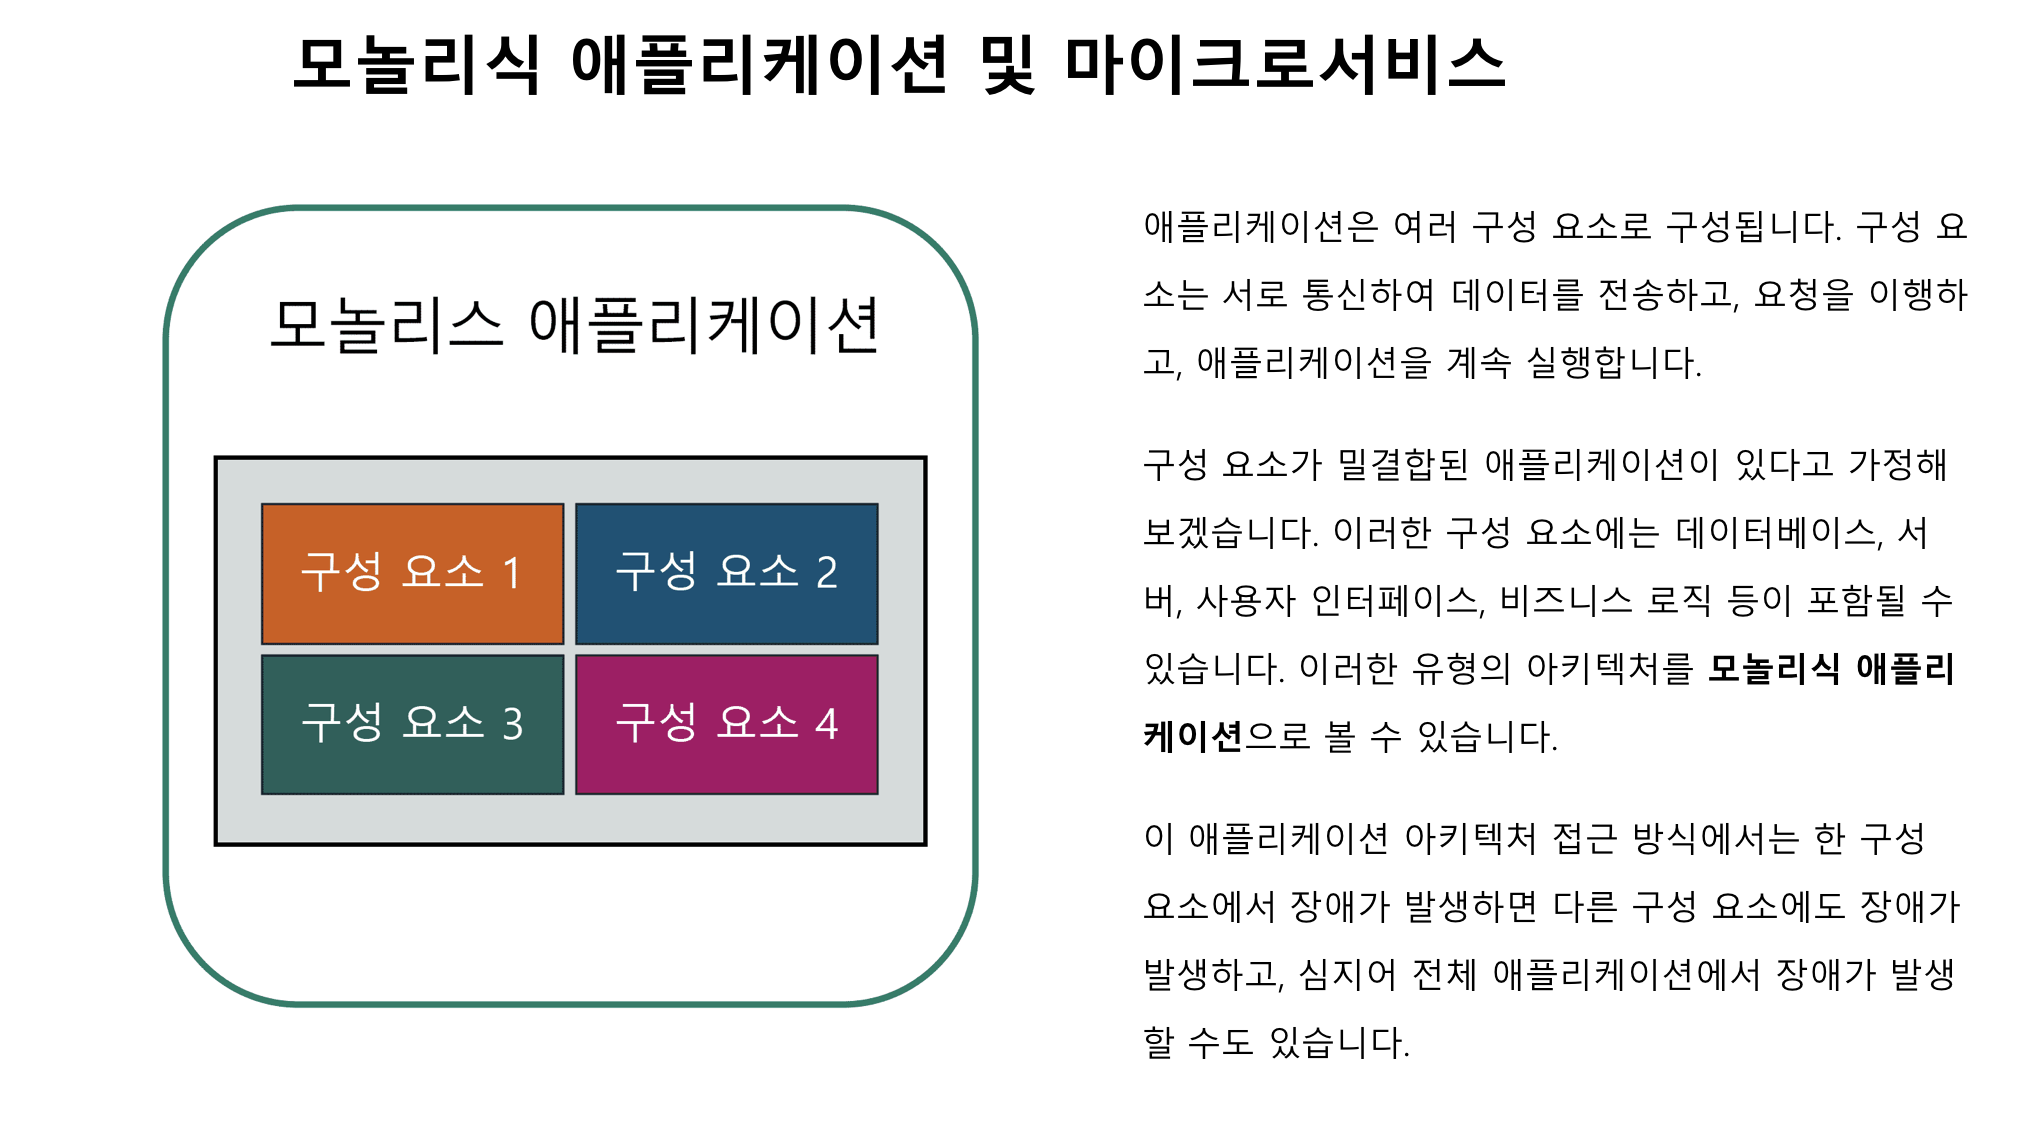 모놀리식 애플리케이션 및 마이크로서비스
모놀리스 애플리케이션
구성 요소 1
구성 요소 2
구성 요소 3
구성 요소 4
애플리케이션은 여러 구성 요소로 구성됩니다. 구성 요
소는 서로 통신하여 데이터를 전송하고, 요청을 이행하
고, 애플리케이션을 계속 실행합니다.
구성 요소가 밀결합된 애플리케이션이 있다고 가정해
보겠습니다. 이러한 구성 요소에는 데이터베이스, 서
버, 사용자 인터페이스, 비즈니스 로직 등이 포함될 수
있습니다. 이러한 유형의 아키텍처를 모놀리식 애플리
케이션으로 볼 수 있습니다.
이 애플리케이션 아키텍처 접근 방식에서는 한 구성
요소에서 장애가 발생하면 다른 구성 요소에도 장애가
발생하고, 심지어 전체 애플리케이션에서 장애가 발생
할 수도 있습니다.